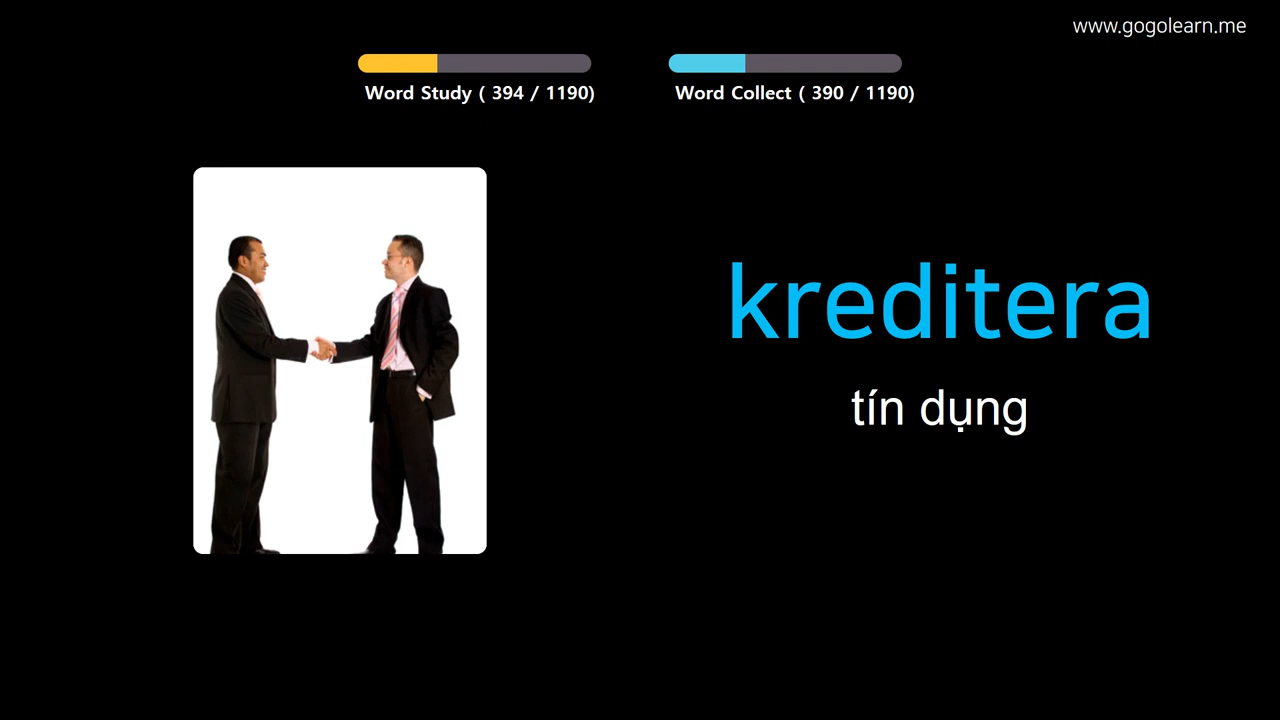 www.gogolearn.me
Word Study ( 394 / 1190)
Word Collect ( 390 / 1190)
kreditera
tín dụng